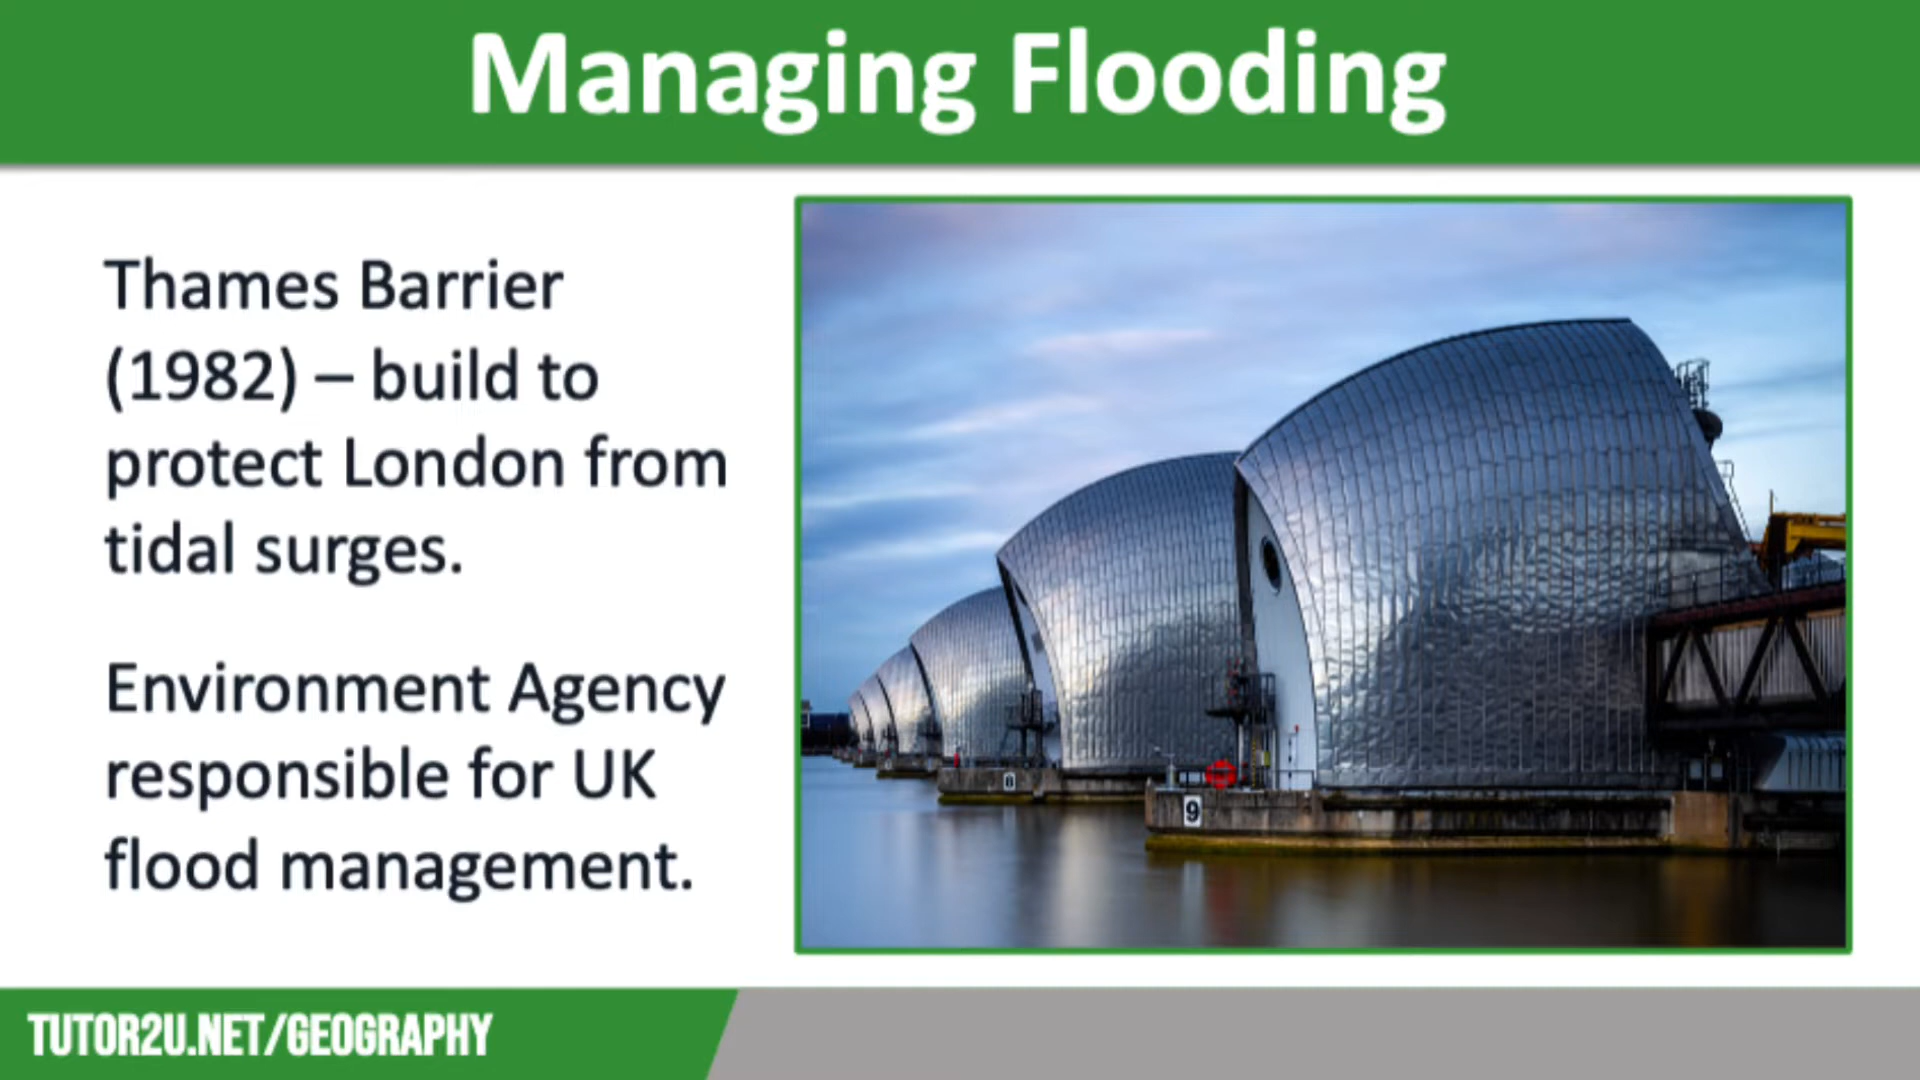 Managing Flooding
Thames Barrier
(1982) – build to
protect London from
tidal surges.
Environment Agency
responsible for UK
flood management.
8
9
TUTOR2U.NET/GEOGRAPHY